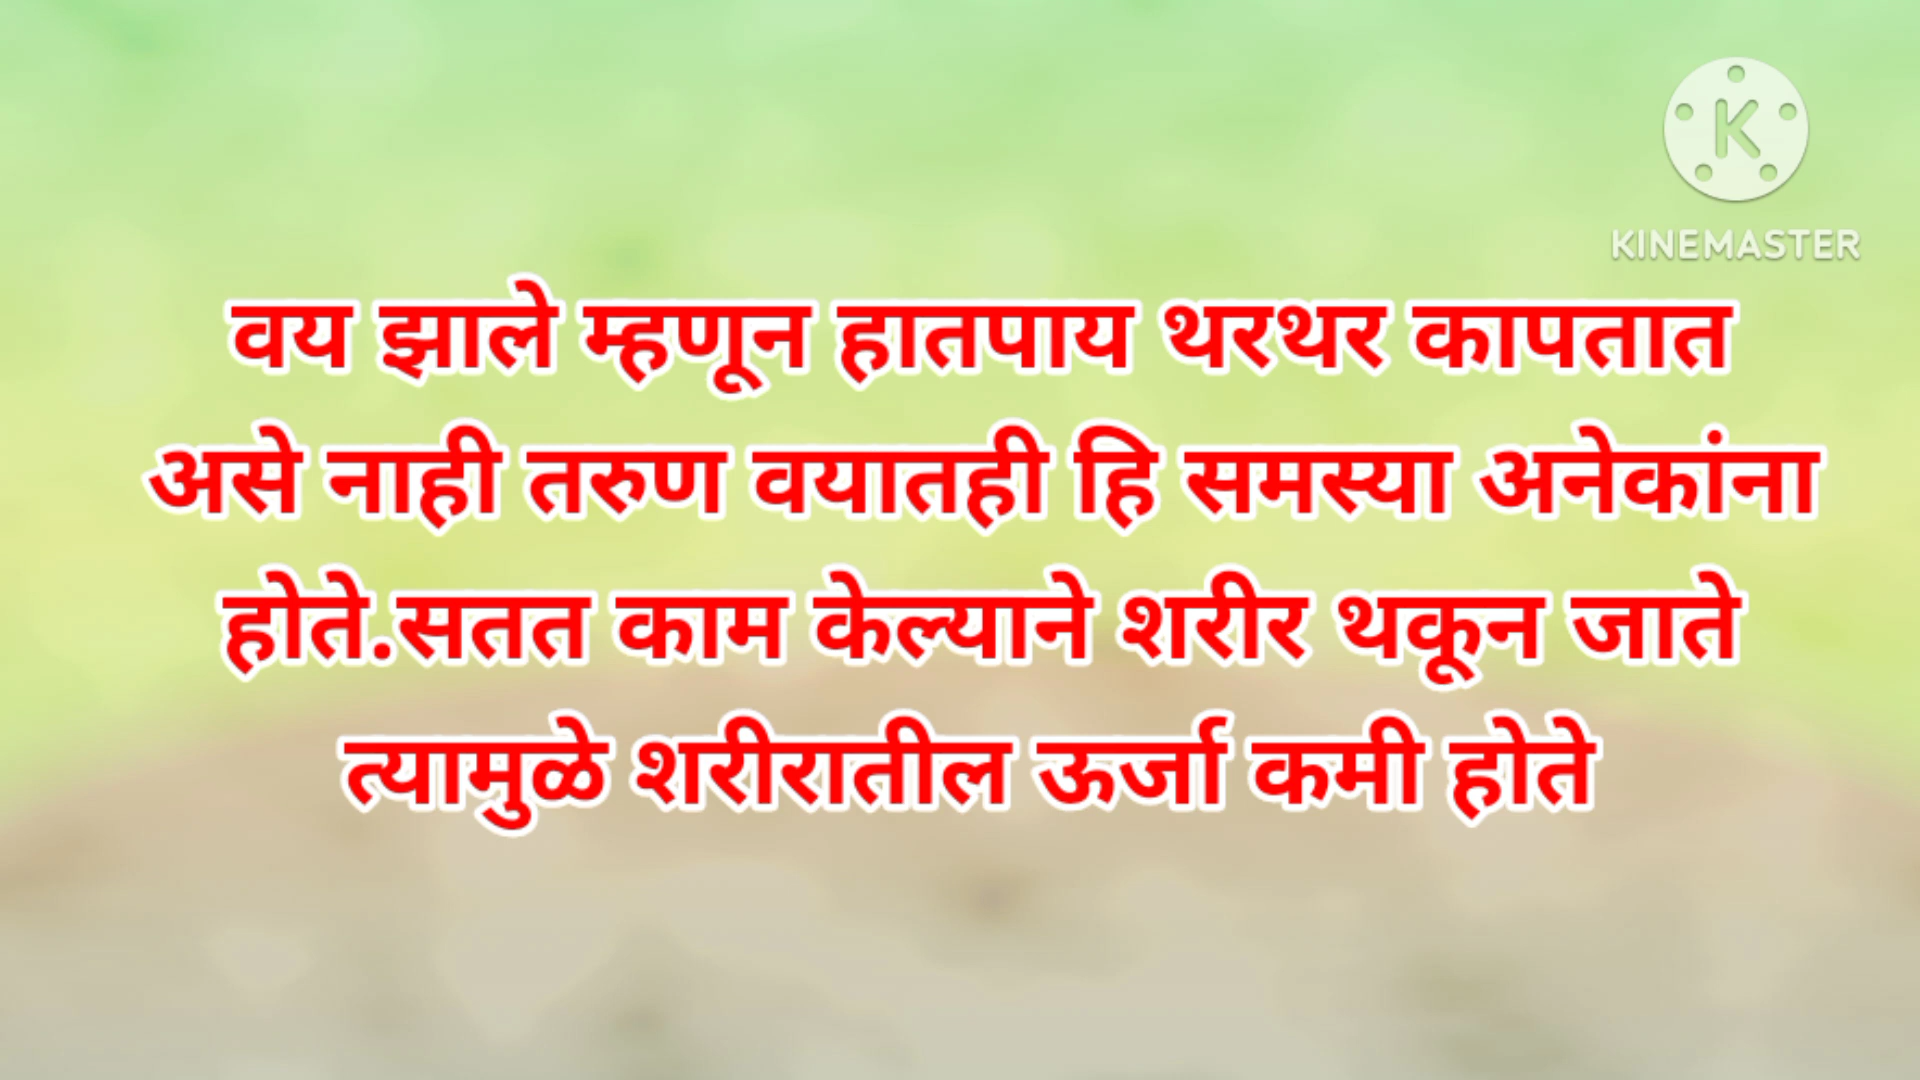 KINEMASTER
वय झाले म्हणून हातपाय थरथर कापतात
असे नाही तरुण वयातही हि समस्या अनेकांना
होते.सतत काम केल्याने शरीर थकून जाते
त्यामुळे शरीरातील ऊर्जा कमी होते